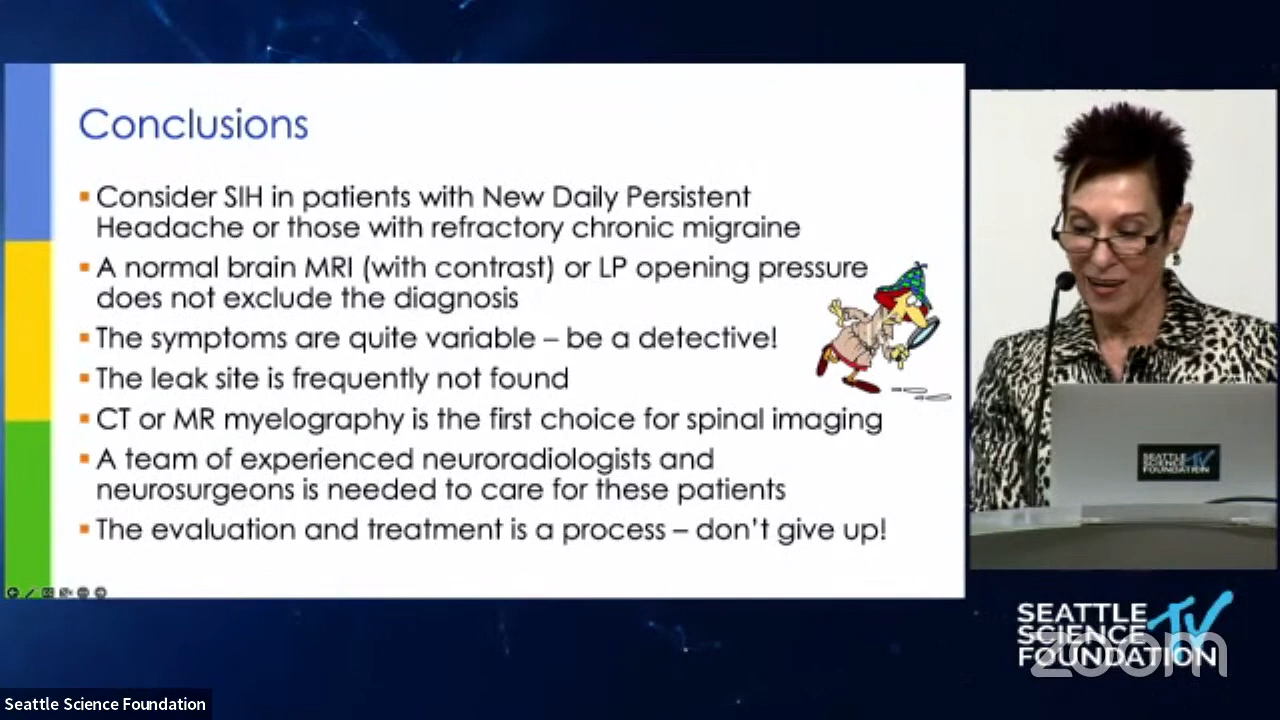 Conclusions
Consider SIH in patients with New Daily Persistent
Headache or those with refractory chronic migraine
A normal brain MRI (with contrast) or LP opening pressure
does not exclude the diagnosis
The symptoms are quite variable – be a detective!
The leak site is frequently not found
CT or MR myelography is the first choice for spinal imaging
A team of experienced neuroradiologists and
neurosurgeons is needed to care for these patients
The evaluation and treatment is a process – don't give up!
SEATTLE
SCIENCE TV
FOUNDATION
SEATTLE
SCIENCE TV
FOUNDATION
zoom
Seattle Science Foundation